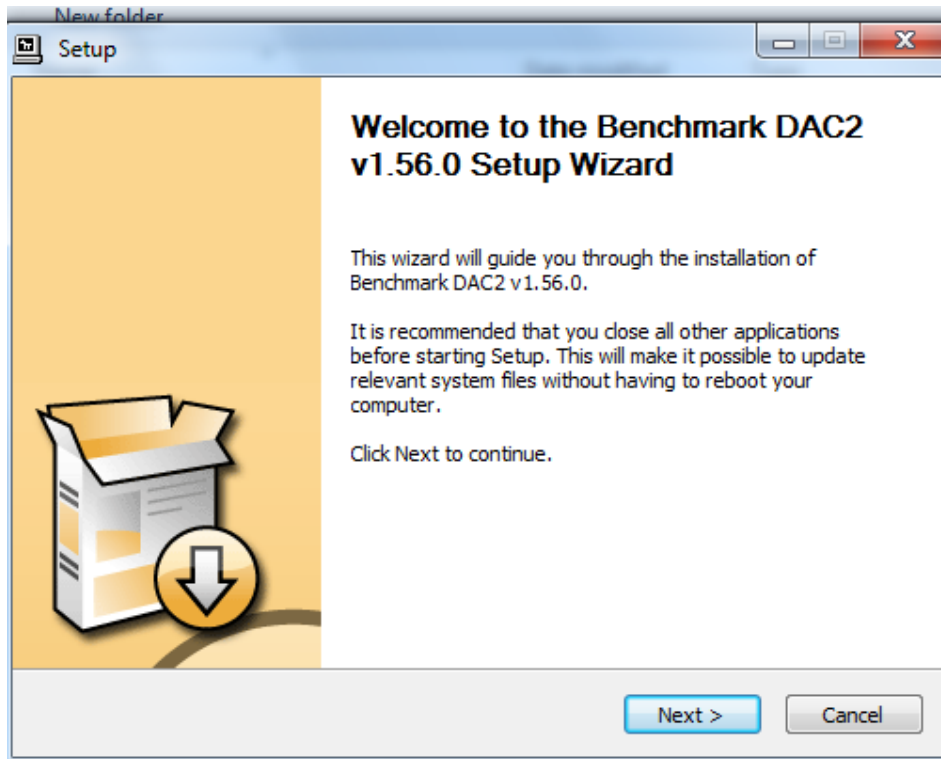 New folder
Setup
Welcome to the Benchmark DAC2
v1.56.0 Setup Wizard
This wizard will guide you through the installation of
Benchmark DAC2 v1.56.0.
It is recommended that you close all other applications
before starting Setup. This will make it possible to update
relevant system files without having to reboot your
computer.
Click Next to continue.
Next >
Cancel